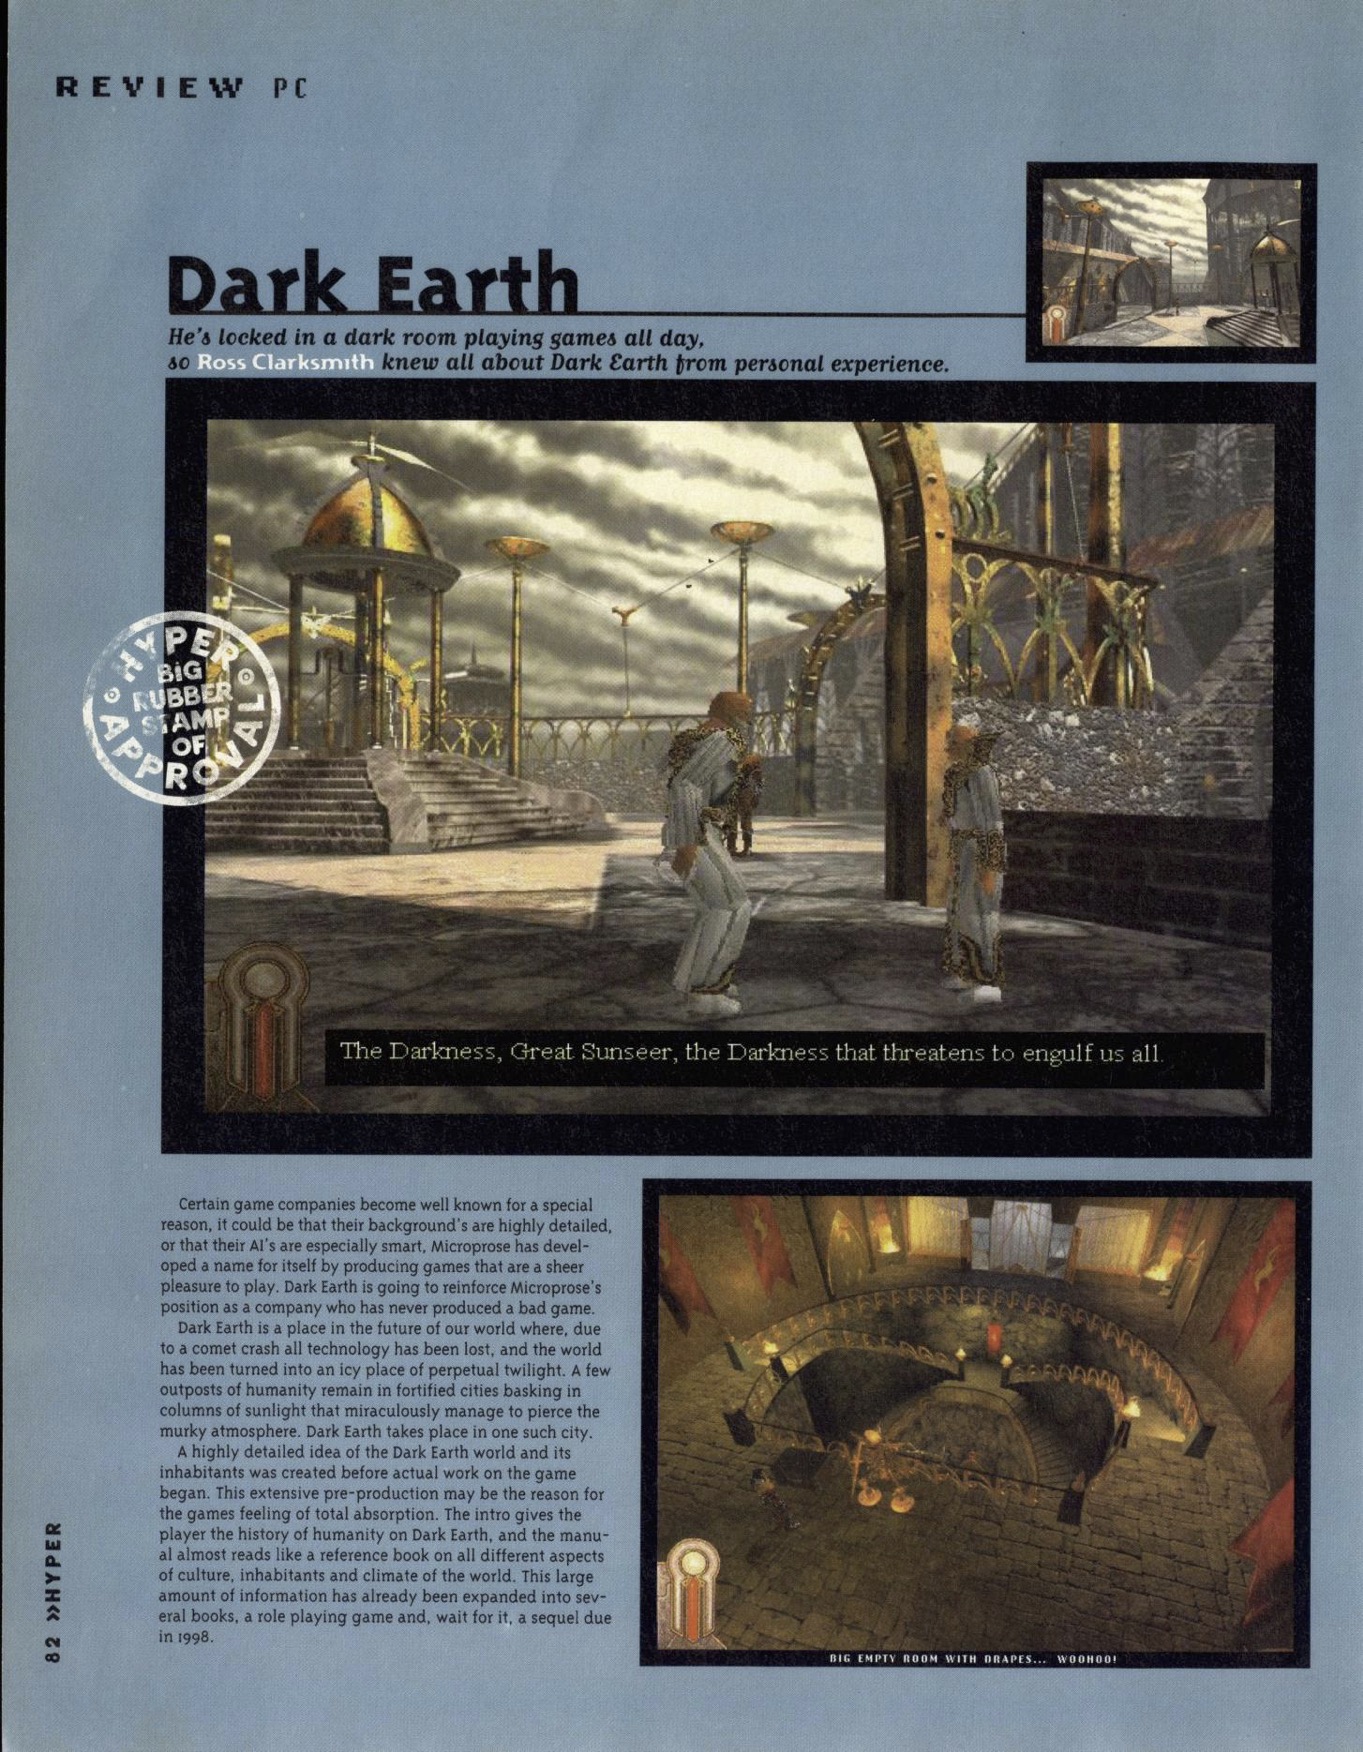 REVIEW PC
Dark Earth
He's locked in a dark room playing games all day,
so Ross Clarksmith knew all about Dark Earth from personal experience.
HYPER
BIG
RUBBER
STAMP
OF
APPROVAL
The Darkness, Great Sunseer, the Darkness that threatens to engulf us all.
Certain game companies become well known for a special
reason, it could be that their background's are highly detailed,
or that their AI's are especially smart, Microprose has devel-
oped a name for itself by producing games that are a sheer
pleasure to play. Dark Earth is going to reinforce Microprose's
position as a company who has never produced a bad game.
Dark Earth is a place in the future of our world where, due
to a comet crash all technology has been lost, and the world
has been turned into an icy place of perpetual twilight. A few
outposts of humanity remain in fortified cities basking in
columns of sunlight that miraculously manage to pierce the
murky atmosphere. Dark Earth takes place in one such city.
A highly detailed idea of the Dark Earth world and its
inhabitants was created before actual work on the game
began. This extensive pre-production may be the reason for
the games feeling of total absorption. The intro gives the
player the history of humanity on Dark Earth, and the manu-
al almost reads like a reference book on all different aspects
of culture, inhabitants and climate of the world. This large
amount of information has already been expanded into sev-
eral books, a role playing game and, wait for it, a sequel due
in 1998.
BIG EMPTY ROOM WITH DRAPES... WOOHOO!
82 »HYPER